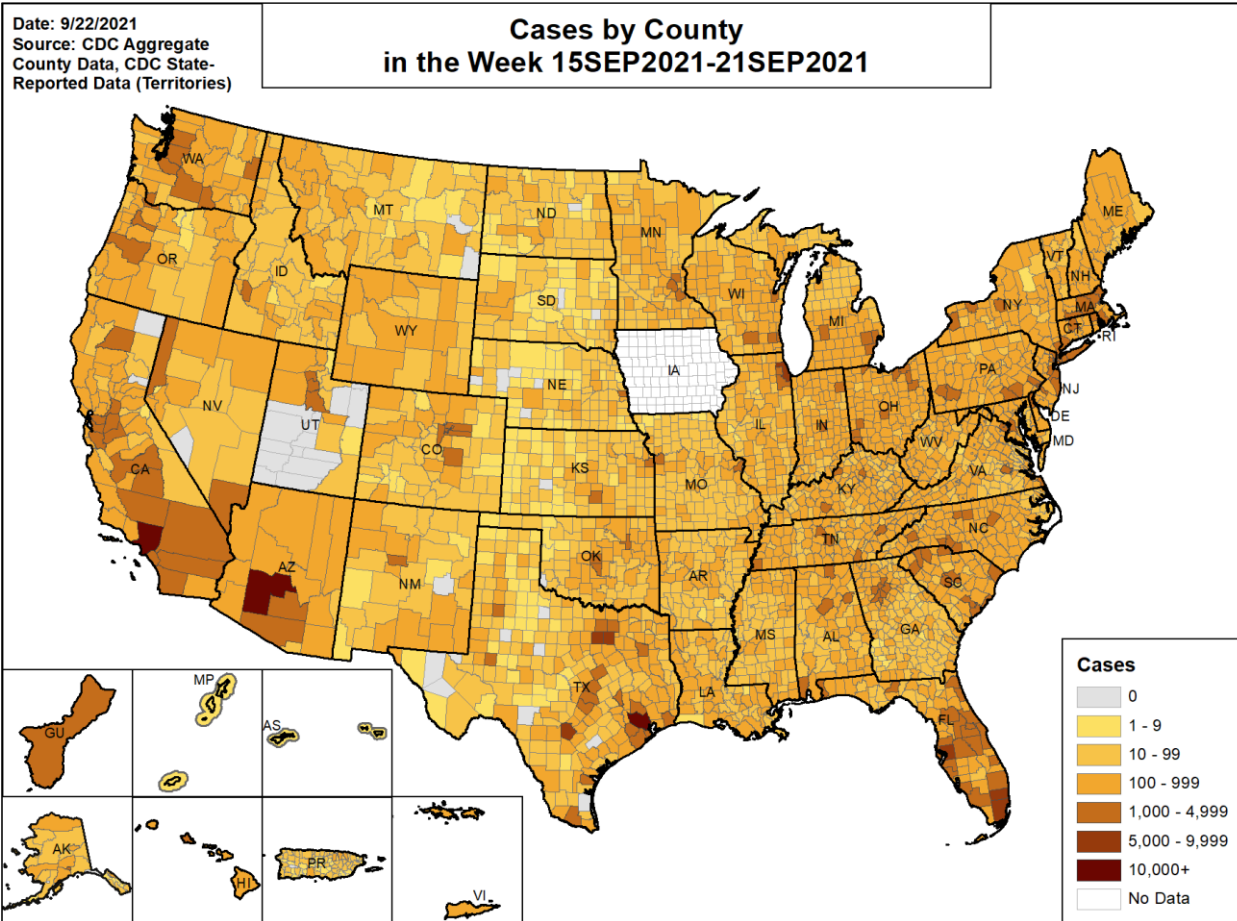 Date: 9/22/2021
Source: CDC Aggregate
County Data, CDC State-
Reported Data (Territories)
Cases by County
in the Week 15SEP2021-21SEP2021
WA
MT
ND
MN
ME
OR
ID
SD
WI
MI
VT
NH
NY
MA
CT
RI
WY
IA
NE
PA
NJ
NV
UT
CO
IL
IN
OH
DE
MD
WV
VA
CA
KS
MO
KY
AZ
NM
OK
AR
TN
NC
SC
MS
AL
GA
TX
LA
FL
GU
MP
AS
AK
HI
PR
VI
Cases
0
1 - 9
10 - 99
100 - 999
1,000 - 4,999
5,000 - 9,999
10,000+
No Data